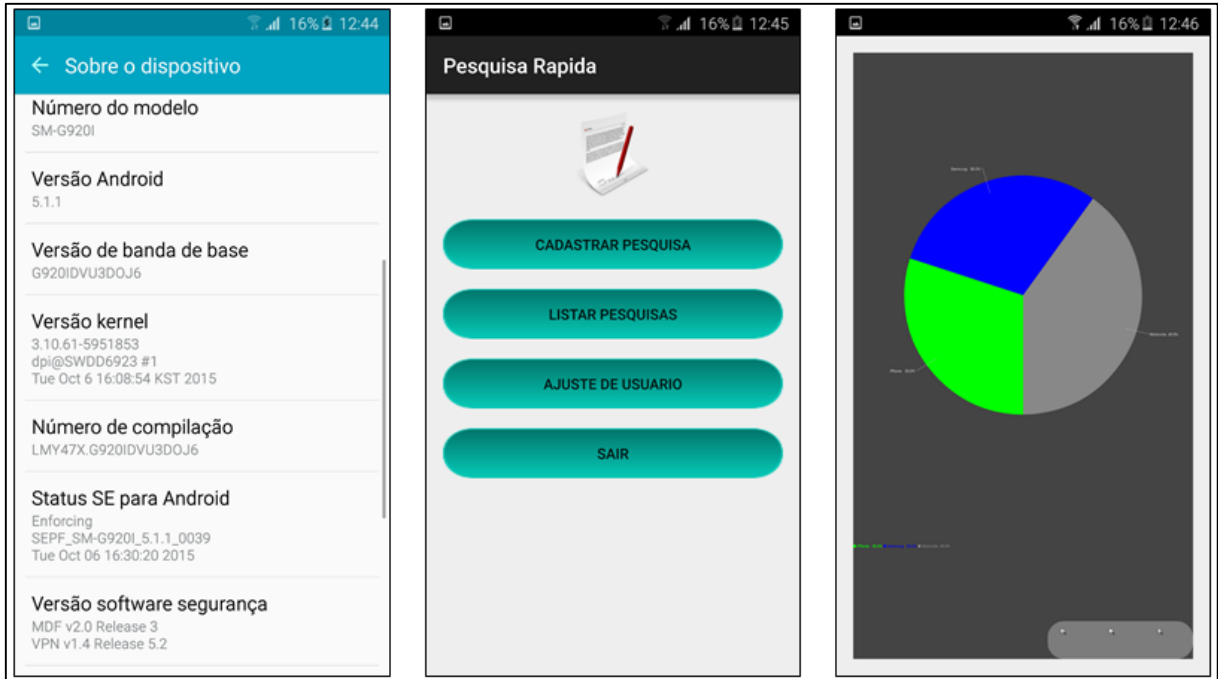 16% 12:44
Sobre o dispositivo
Número do modelo
SM-G920I
Versão Android
5.1.1
Versão de banda de base
G920IDVU3DOJ6
Versão kernel
3.10.61-5951853
dpi@SWDD6923 #1
Tue Oct 6 16:08:54 KST 2015
Número de compilação
LMY47X.G920IDVU3DOJ6
Status SE para Android
Enforcing
SEPF_SM-G920I_5.1.1_0039
Tue Oct 06 16:30:20 2015
Versão software segurança
MDF v2.0 Release 3
VPN v1.4 Release 5.2
16% 12:45
Pesquisa Rapida
CADASTRAR PESQUISA
LISTAR PESQUISAS
AJUSTE DE USUARIO
SAIR
16% 12:46
Samsung
Motorola
iPhone